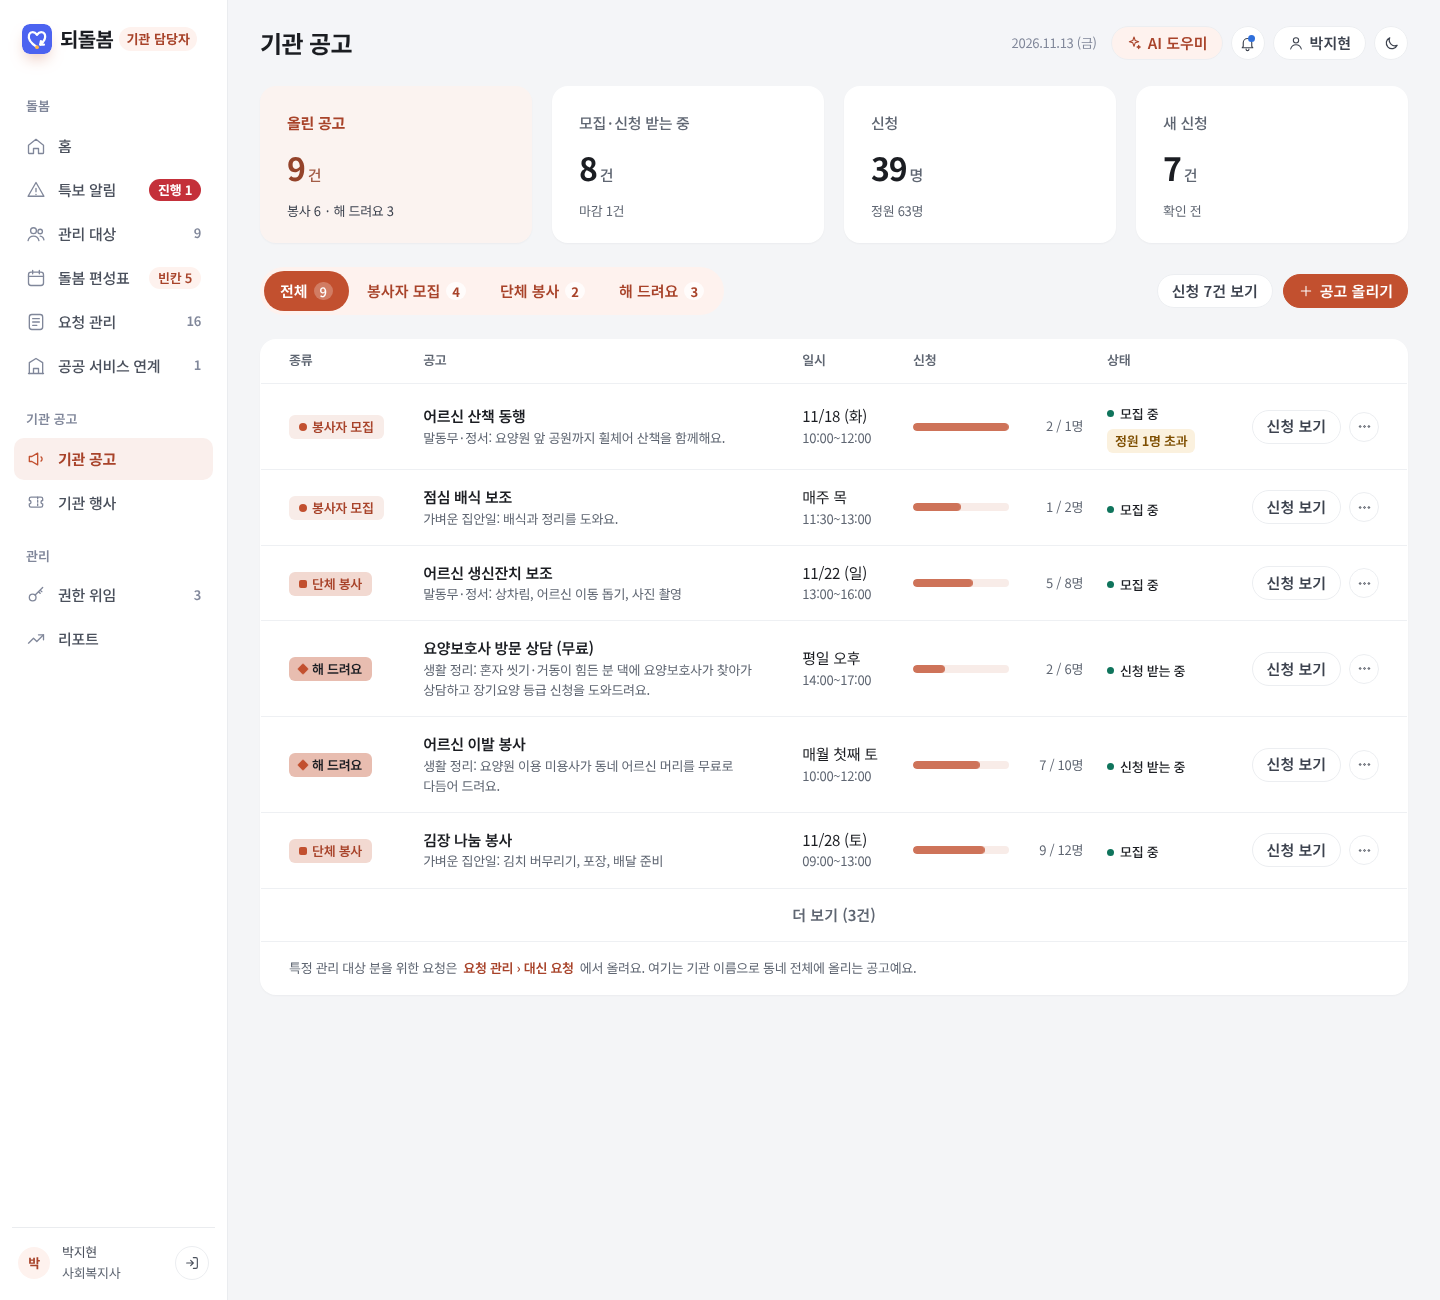 되돌봄 기관 담당자
돌봄
홈
특보 알림 진행 1
관리 대상 9
돌봄 편성표 빈칸 5
요청 관리 16
공공 서비스 연계 1
기관 공고
기관 공고
기관 행사
관리
권한 위임 3
리포트
박
박지현
사회복지사
기관 공고
2026.11.13 (금)
AI 도우미
박지현
올린 공고
9 건
봉사 6 · 해 드려요 3
모집·신청 받는 중
8 건
마감 1건
신청
39 명
정원 63명
새 신청
7 건
확인 전
전체 9
봉사자 모집 4
단체 봉사 2
해 드려요 3
신청 7건 보기
공고 올리기
종류 공고 일시 신청 상태
봉사자 모집
어르신 산책 동행
말동무·정서: 요양원 앞 공원까지 휠체어 산책을 함께해요.
11/18 (화)
10:00~12:00
2 / 1명
모집 중
정원 1명 초과
신청 보기
봉사자 모집
점심 배식 보조
가벼운 집안일: 배식과 정리를 도와요.
매주 목
11:30~13:00
1 / 2명
모집 중
신청 보기
단체 봉사
어르신 생신잔치 보조
말동무·정서: 상차림, 어르신 이동 돕기, 사진 촬영
11/22 (일)
13:00~16:00
5 / 8명
모집 중
신청 보기
해 드려요
요양보호사 방문 상담 (무료)
생활 정리: 혼자 씻기·거동이 힘든 분 댁에 요양보호사가 찾아가
상담하고 장기요양 등급 신청을 도와드려요.
평일 오후
14:00~17:00
2 / 6명
신청 받는 중
신청 보기
해 드려요
어르신 이발 봉사
생활 정리: 요양원 이용 미용사가 동네 어르신 머리를 무료로
다듬어 드려요.
매월 첫째 토
10:00~12:00
7 / 10명
신청 받는 중
신청 보기
단체 봉사
김장 나눔 봉사
가벼운 집안일: 김치 버무리기, 포장, 배달 준비
11/28 (토)
09:00~13:00
9 / 12명
모집 중
신청 보기
더 보기 (3건)
특정 관리 대상 분을 위한 요청은 요청 관리 › 대신 요청 에서 올려요. 여기는 기관 이름으로 동네 전체에 올리는 공고예요.